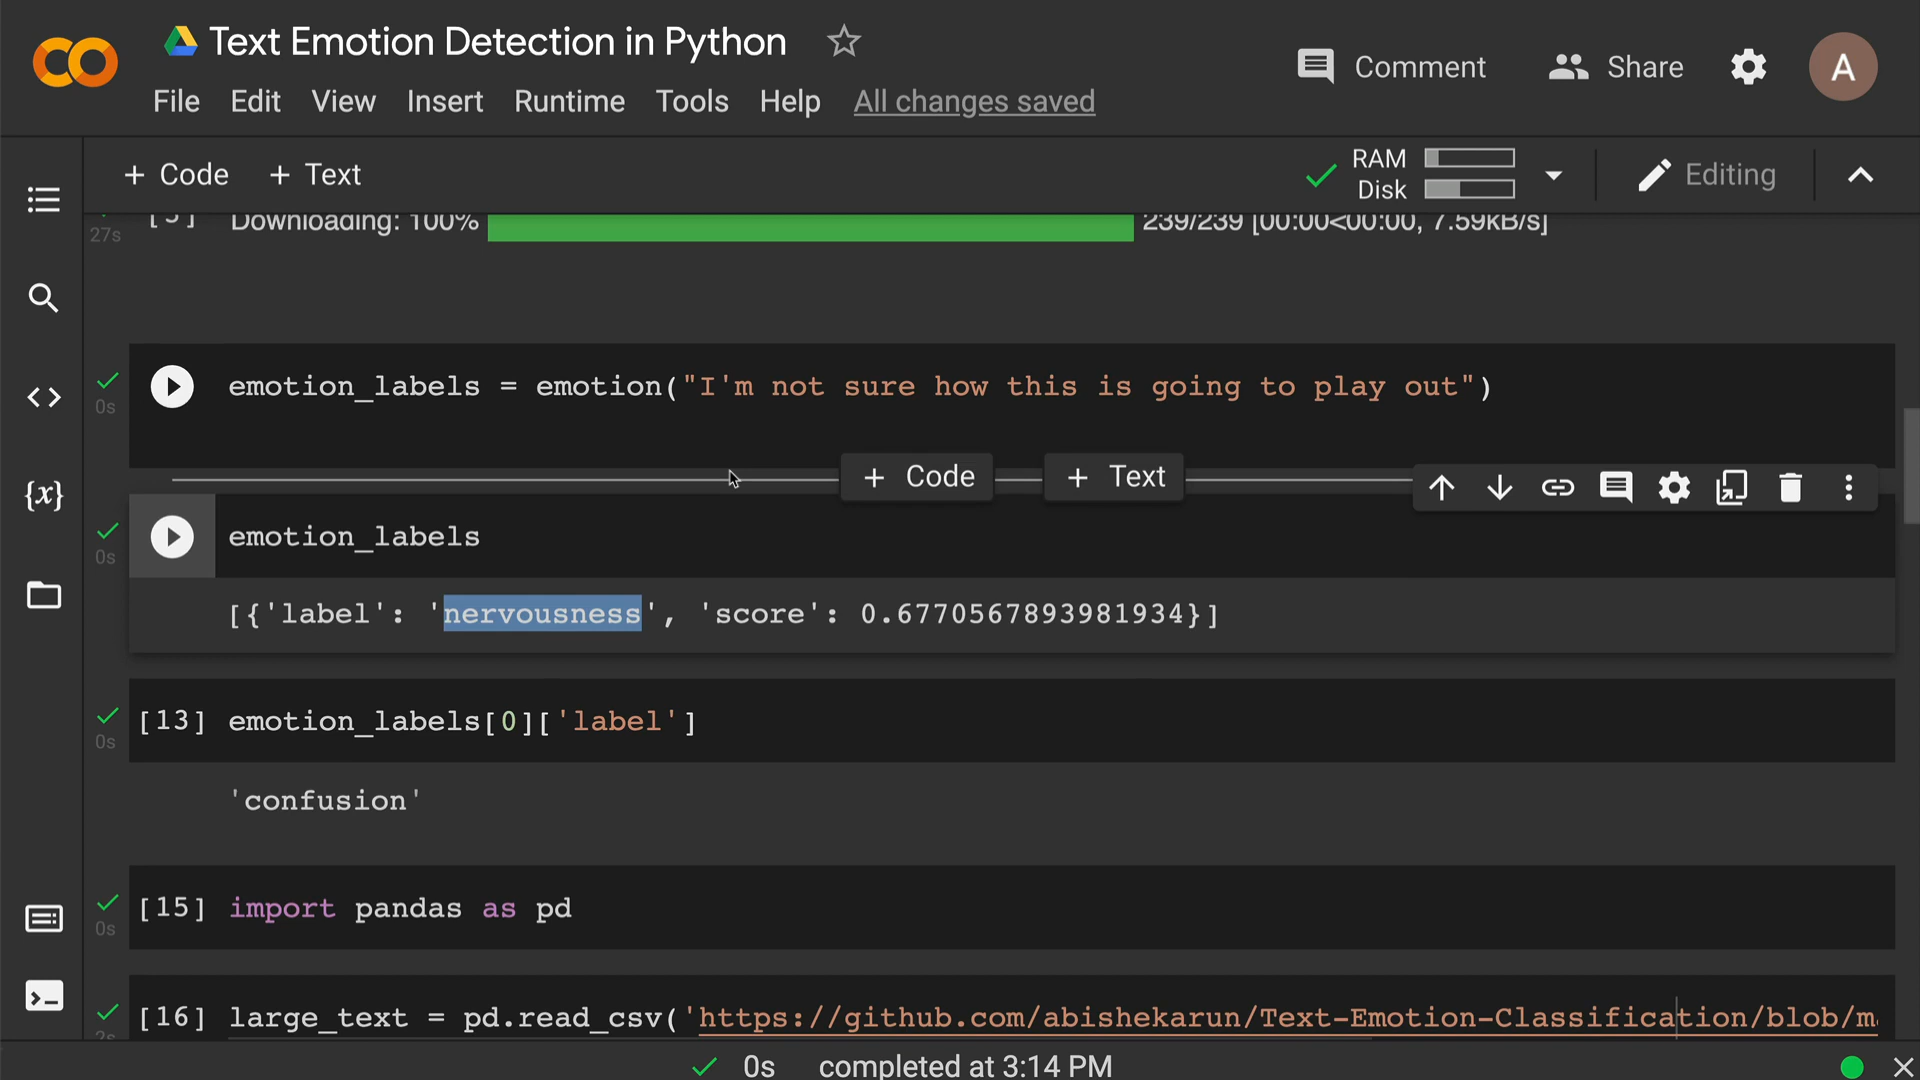 Text Emotion Detection in Python
Comment
Share
A
File Edit View Insert Runtime Tools Help All changes saved
+ Code + Text
RAM
Disk
Editing
27s
Downloading: 100% 239/239 [00:00<00:00, 7.59kB/s]
0s
emotion_labels = emotion("I'm not sure how this is going to play out")
+ Code + Text
{x}
0s
emotion_labels
[{'label': 'nervousness', 'score': 0.6770567893981934}]
[13] emotion_labels[0]['label']
0s
'confusion'
[15] import pandas as pd
0s
[16] large_text = pd.read_csv('https://github.com/abishekarun/Text-Emotion-Classification/blob/m
0s completed at 3:14 PM